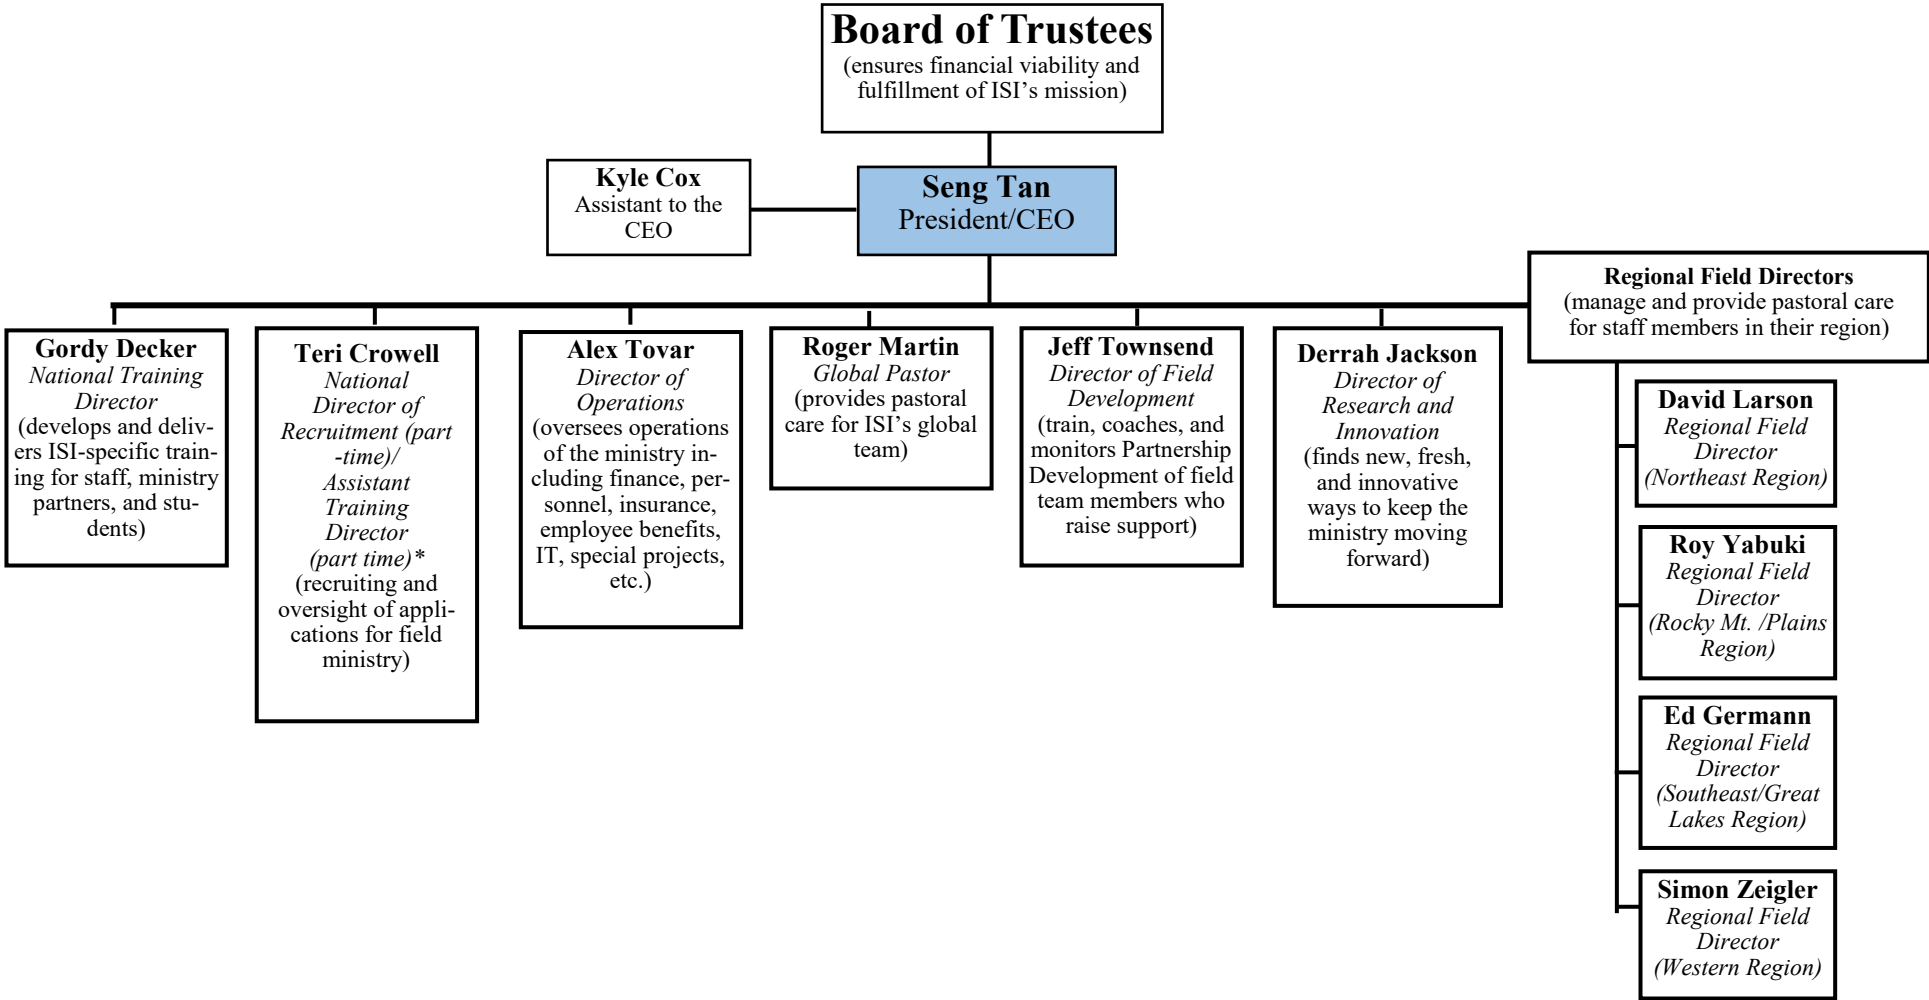 Board of Trustees
(ensures financial viability and
fulfillment of ISI’s mission)
Kyle Cox
Assistant to the
CEO
Seng Tan
President/CEO
Regional Field Directors
(manage and provide pastoral care
for staff members in their region)
Gordy Decker
National Training
Director
(develops and deliv-
ers ISI-specific train-
ing for staff, ministry
partners, and stu-
dents)
Teri Crowell
National
Director of
Recruitment (part
-time)/
Assistant
Training
Director
(part time)*
(recruiting and
oversight of appli-
cations for field
ministry)
Alex Tovar
Director of
Operations
(oversees operations
of the ministry in-
cluding finance, per-
sonnel, insurance,
employee benefits,
IT, special projects,
etc.)
Roger Martin
Global Pastor
(provides pastoral
care for ISI’s global
team)
Jeff Townsend
Director of Field
Development
(train, coaches, and
monitors Partnership
Development of field
team members who
raise support)
Derrah Jackson
Director of
Research and
Innovation
(finds new, fresh,
and innovative
ways to keep the
ministry moving
forward)
David Larson
Regional Field
Director
(Northeast Region)
Roy Yabuki
Regional Field
Director
(Rocky Mt. /Plains
Region)
Ed Germann
Regional Field
Director
(Southeast/Great
Lakes Region)
Simon Zeigler
Regional Field
Director
(Western Region)